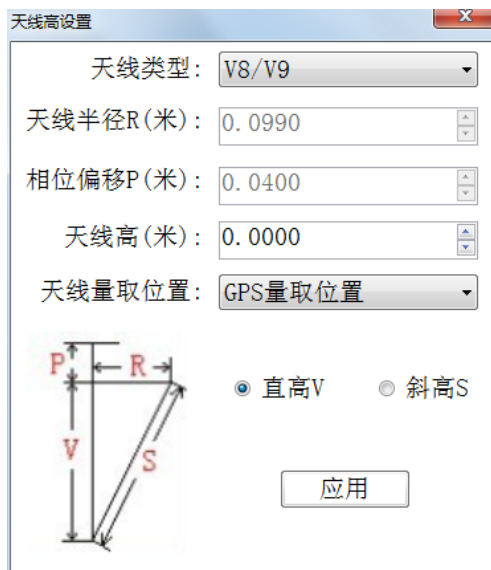 天线高设置
天线类型: V8/V9
天线半径R(米): 0.0990
相位偏移P(米): 0.0400
天线高(米): 0.0000
天线量取位置: GPS量取位置
P R
直高V 斜高S
V S
应用